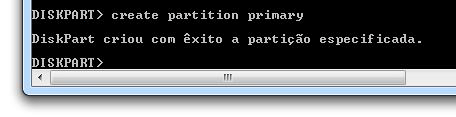 DISKPART> create partition primary
DiskPart criou com êxito a partição especificada.
DISKPART>